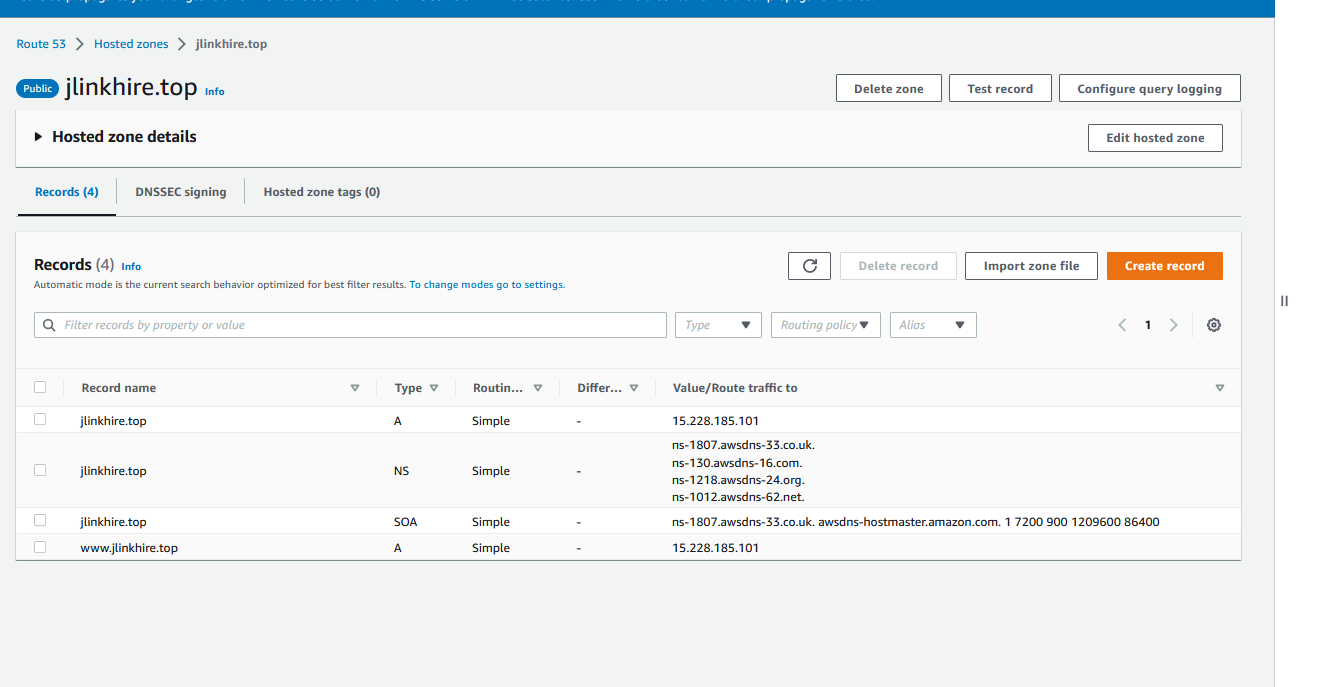 Route 53 > Hosted zones > jlinkhire.top
Public jlinkhire.top Info
Delete zone Test record Configure query logging
Hosted zone details
Edit hosted zone
Records (4) DNSSEC signing Hosted zone tags (0)
Records (4) Info
Automatic mode is the current search behavior optimized for best filter results. To change modes go to settings.
Delete record Import zone file Create record
Filter records by property or value Type Routing policy Alias 1
Record name Type Routin... Differ... Value/Route traffic to
jlinkhire.top A Simple - 15.228.185.101
jlinkhire.top NS Simple - ns-1807.awsdns-33.co.uk.
ns-130.awsdns-16.com.
ns-1218.awsdns-24.org.
ns-1012.awsdns-62.net.
jlinkhire.top SOA Simple - ns-1807.awsdns-33.co.uk. awsdns-hostmaster.amazon.com. 1 7200 900 1209600 86400
www.jlinkhire.top A Simple - 15.228.185.101